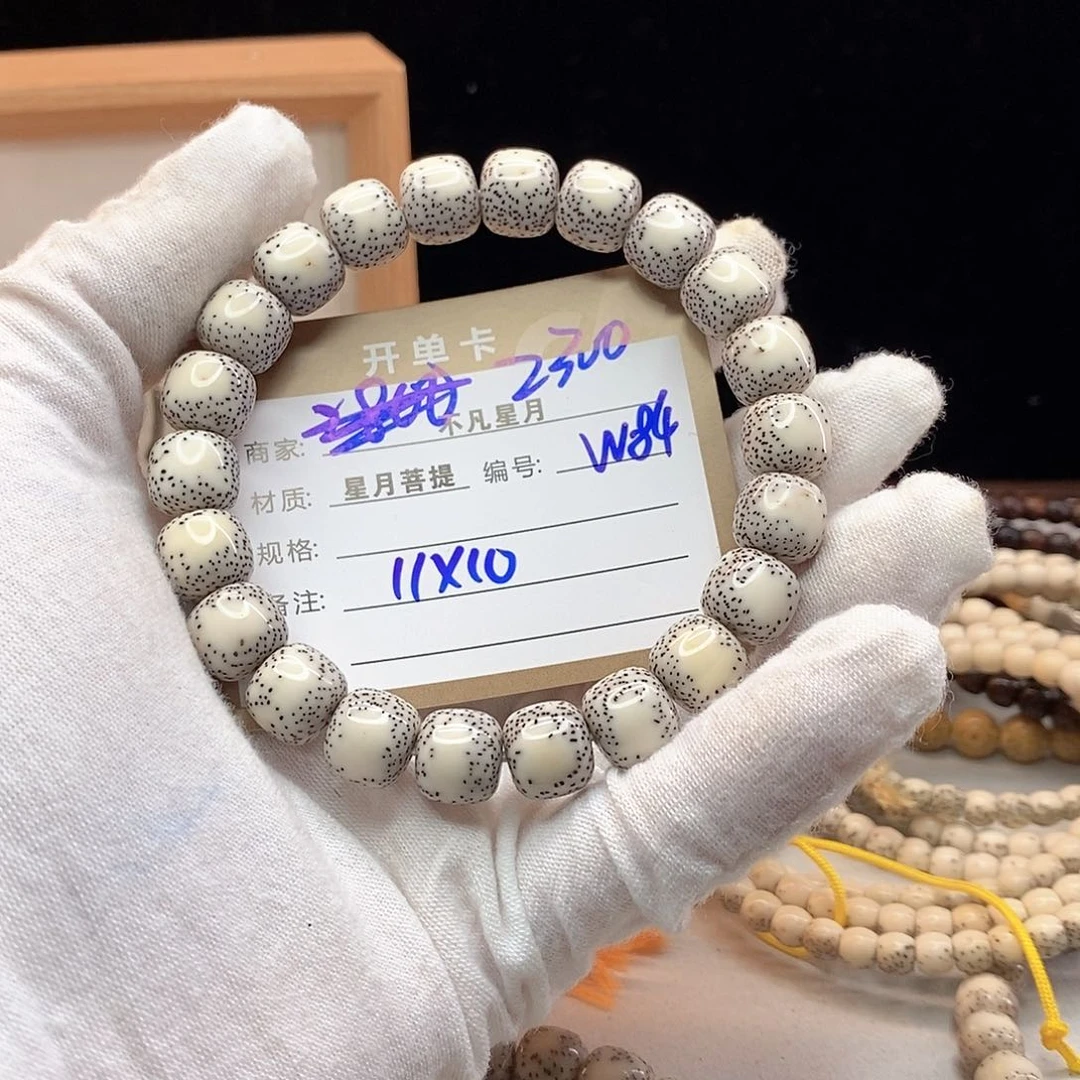 开单卡
2300
商家: 不凡星月
材质: 星月菩提 编号: W84
规格:
备注: 11X10